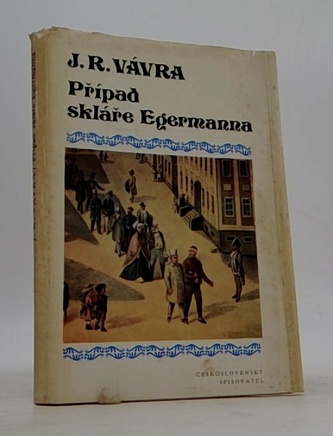 J. R. VÁVRA
Případ
skláře Egermanna
ČESKOSLOVENSKÝ
SPISOVATEL